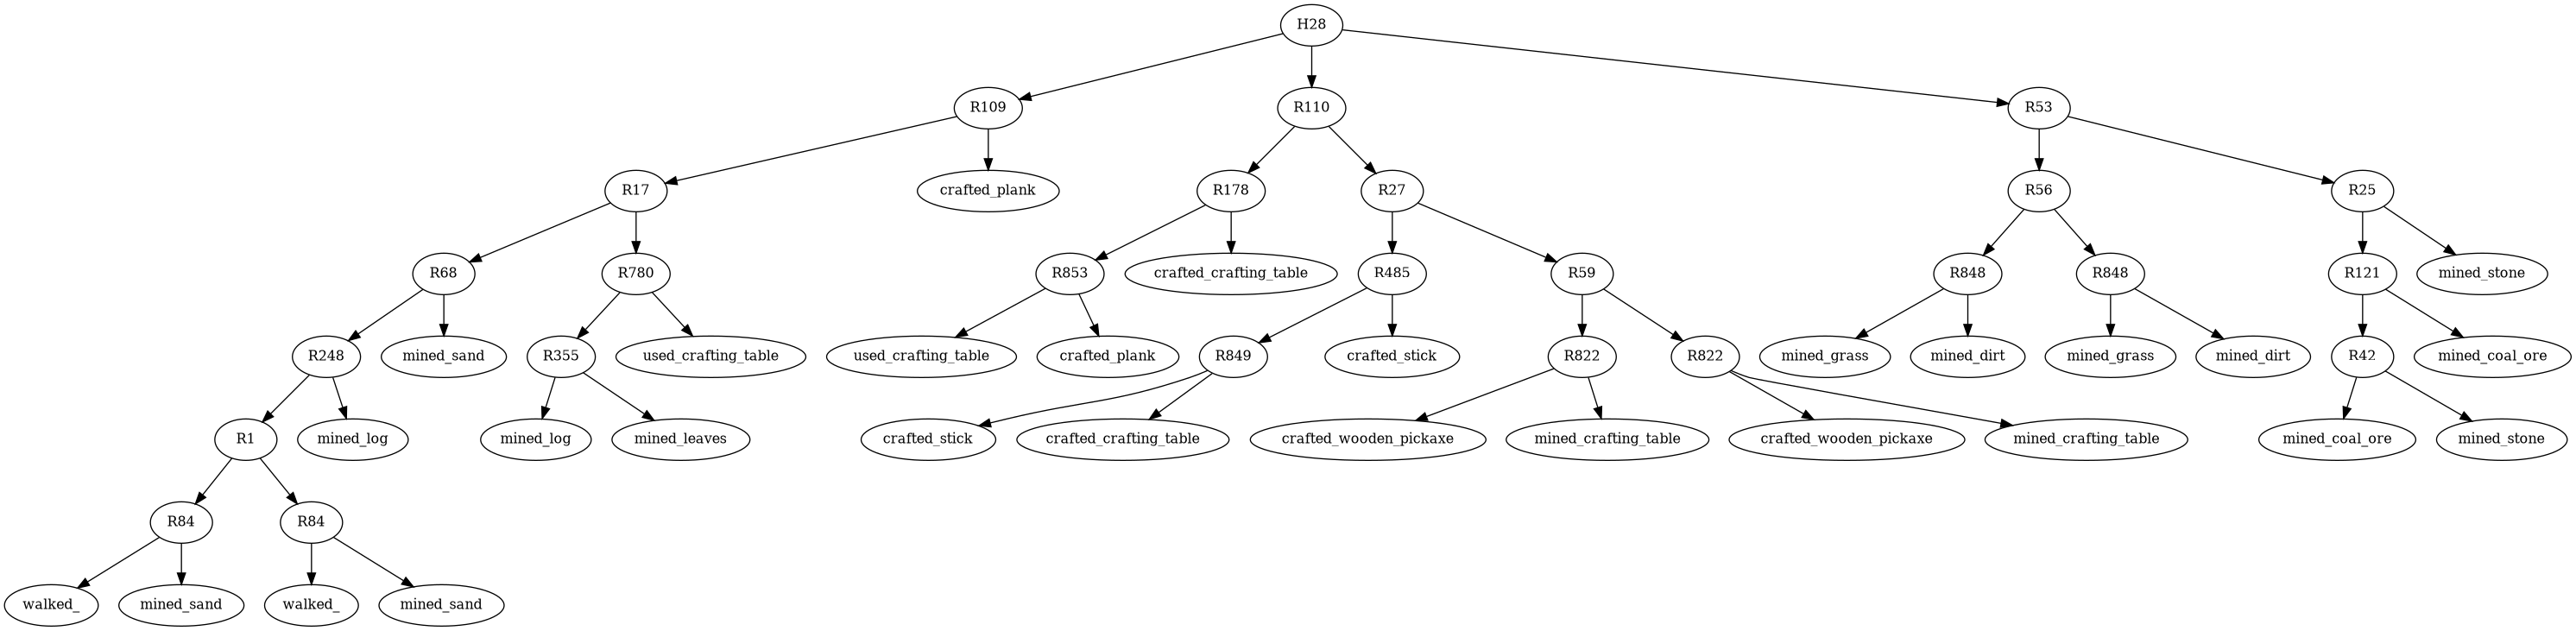 H28
R109
R110
R53
R17
crafted_plank
R178
R27
R56
R25
R68
R780
R853
crafted_crafting_table
R485
R59
R848
R848
R121
mined_stone
R248
mined_sand
R355
used_crafting_table
used_crafting_table
crafted_plank
R849
crafted_stick
R822
R822
mined_grass
mined_dirt
mined_grass
mined_dirt
R42
mined_coal_ore
R1
mined_log
mined_log
mined_leaves
crafted_stick
crafted_crafting_table
crafted_wooden_pickaxe
mined_crafting_table
crafted_wooden_pickaxe
mined_crafting_table
mined_coal_ore
mined_stone
R84
R84
walked_
mined_sand
walked_
mined_sand